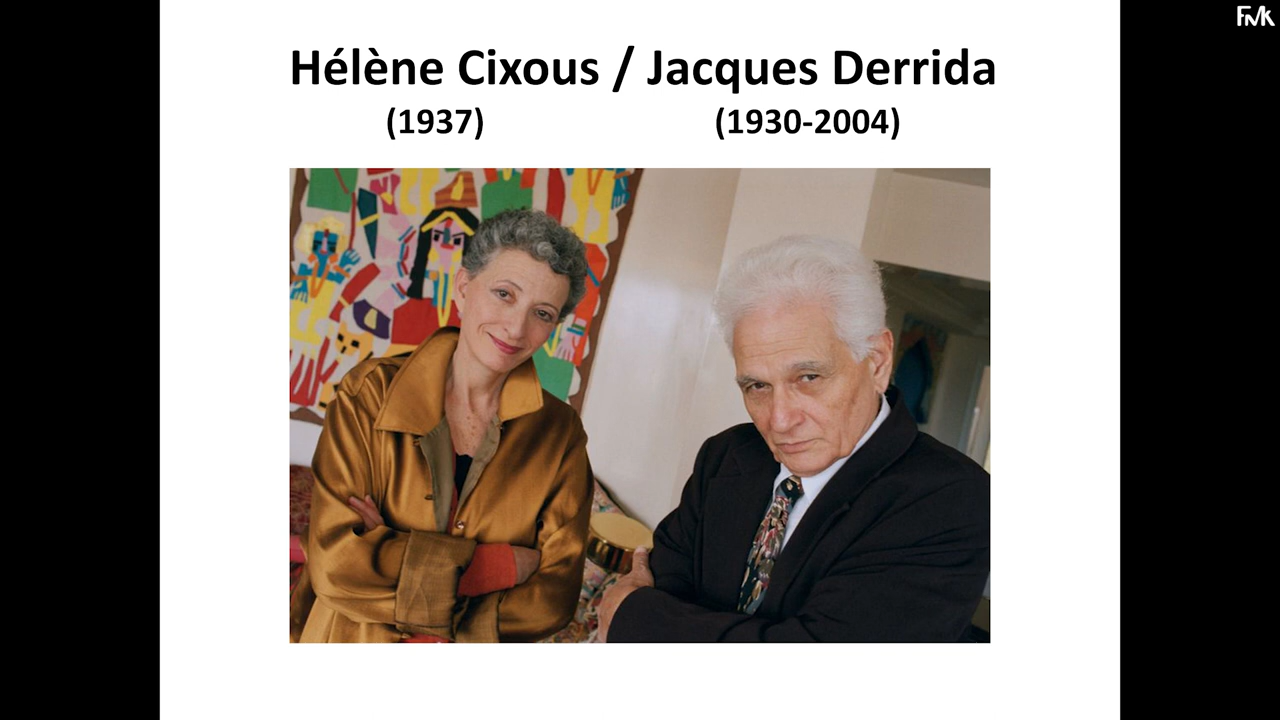 FMK
Hélène Cixous / Jacques Derrida
(1937) (1930-2004)